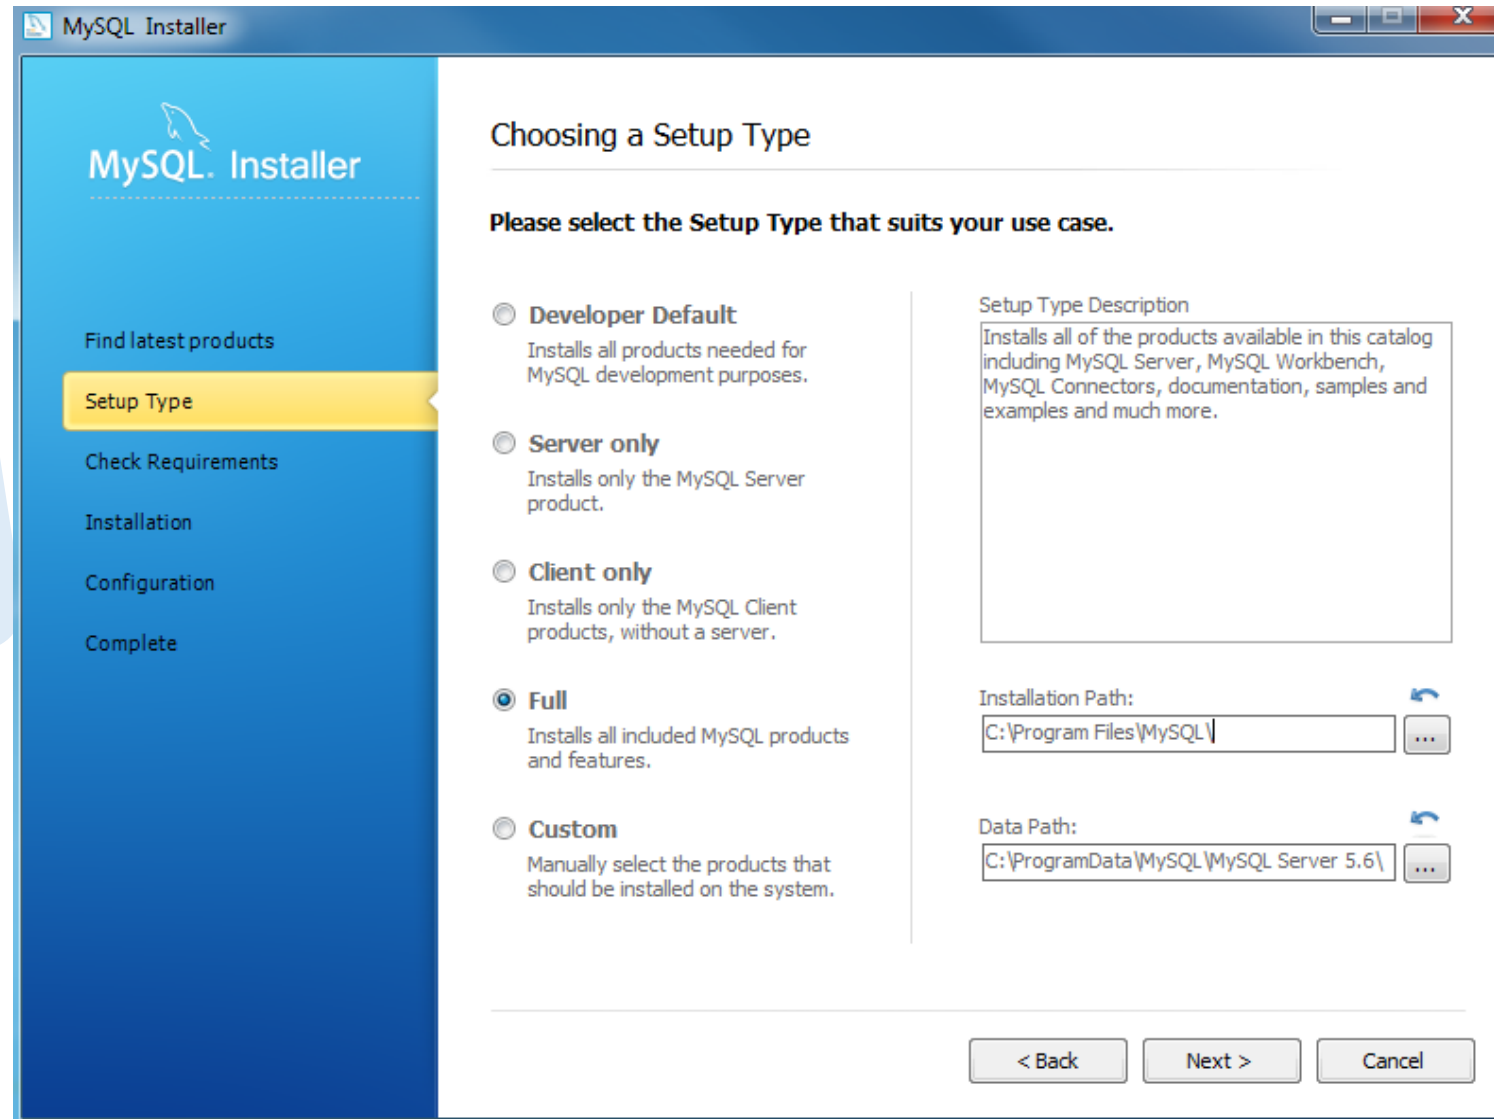 MySQL Installer
MySQL. Installer
Find latest products
Setup Type
Check Requirements
Installation
Configuration
Complete
Choosing a Setup Type
Please select the Setup Type that suits your use case.
Developer Default
Installs all products needed for
MySQL development purposes.
Server only
Installs only the MySQL Server
product.
Client only
Installs only the MySQL Client
products, without a server.
Full
Installs all included MySQL products
and features.
Custom
Manually select the products that
should be installed on the system.
Setup Type Description
Installs all of the products available in this catalog
including MySQL Server, MySQL Workbench,
MySQL Connectors, documentation, samples and
examples and much more.
Installation Path:
C:\Program Files\MySQL\
...
Data Path:
C:\ProgramData\MySQL\MySQL Server 5.6\
...
< Back
Next >
Cancel